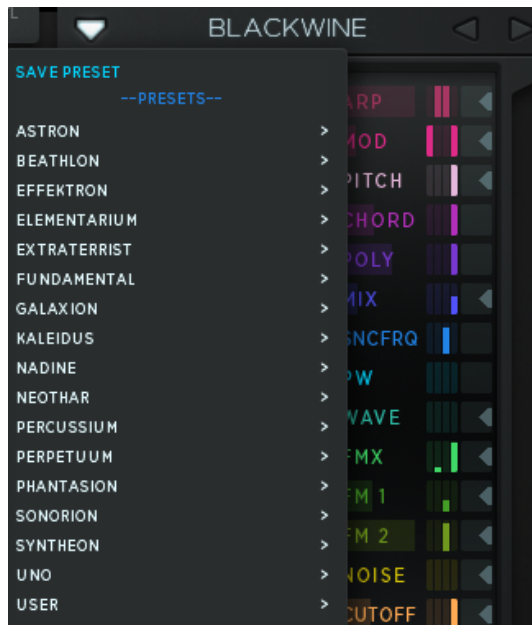 L
BLACKWINE
SAVE PRESET
--PRESETS--
ASTRON >
BEATHLON >
EFFEKTRON >
ELEMENTARIUM >
EXTRATERRIST >
FUNDAMENTAL >
GALAXION >
KALEIDUS >
NADINE >
NEOTHAR >
PERCUSSIUM >
PERPETUUM >
PHANTASION >
SONORION >
SYNTHEON >
UNO >
USER >
ARP
MOD
PITCH
CHORD
POLY
MIX
SNCFRQ
PW
WAVE
FMX
FM 1
FM 2
NOISE
CUTOFF